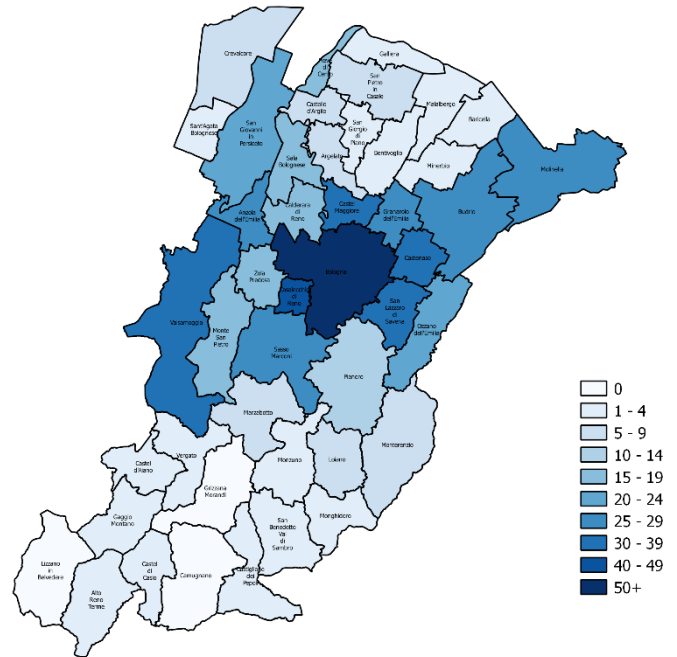 Crevalcore
Galliera
Pieve
di
Cento
San
Pietro
in
Casale
Castello
d'Argile
Malalbergo
Sant'Agata
Bolognese
San
Giovanni
in
Persiceto
San
Giorgio
di
Piano
Baricella
Sala
Bolognese
Argelato
Bentivoglio
Minerbio
Molinella
Calderara
di
Reno
Castel
Maggiore
Granarolo
dell'Emilia
Budrio
Anzola
dell'Emilia
Castenaso
Bologna
Zola
Predosa
Casalecchio
di
Reno
San
Lazzaro
di
Savena
Ozzano
dell'Emilia
Valsamoggia
Monte
San
Pietro
Sasso
Marconi
Pianoro
Marzabotto
Monterenzio
Vergato
Monzuno
Loiano
Castel
d'Aiano
Grizzana
Morandi
Gaggio
Montano
San
Benedetto
Val
di
Sambro
Monghidoro
Lizzano
in
Belvedere
Castel
di
Casio
Camugnano
Castiglione
dei
Pepoli
Alto
Reno
Terme
0
1 - 4
5 - 9
10 - 14
15 - 19
20 - 24
25 - 29
30 - 39
40 - 49
50+